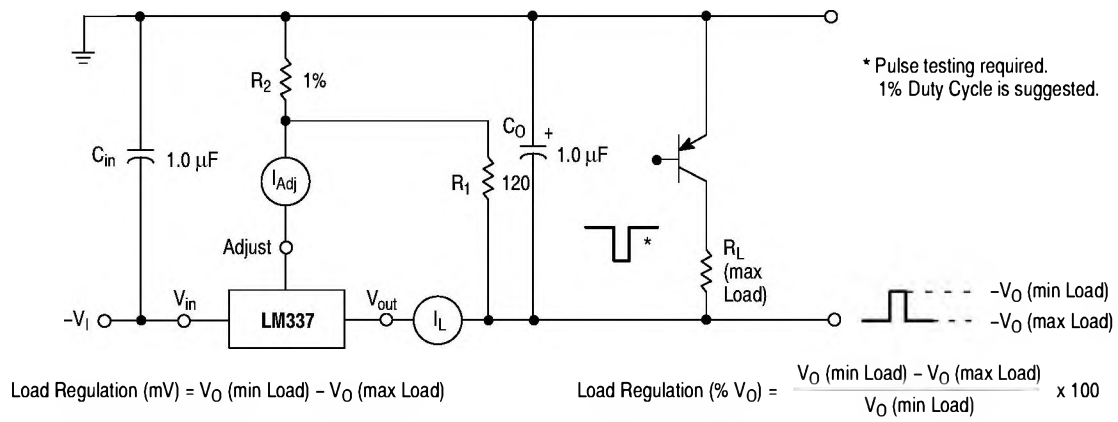 R2 1%
* Pulse testing required.
1% Duty Cycle is suggested.
Cin 1.0 μF
IAdj
R1 120
CO + 1.0 μF
*
Adjust
RL
(max
Load)
–VI Vin LM337 Vout IL
–VO (min Load)
–VO (max Load)
Load Regulation (mV) = VO (min Load) – VO (max Load)
Load Regulation (% VO) = VO (min Load) – VO (max Load) x 100
VO (min Load)